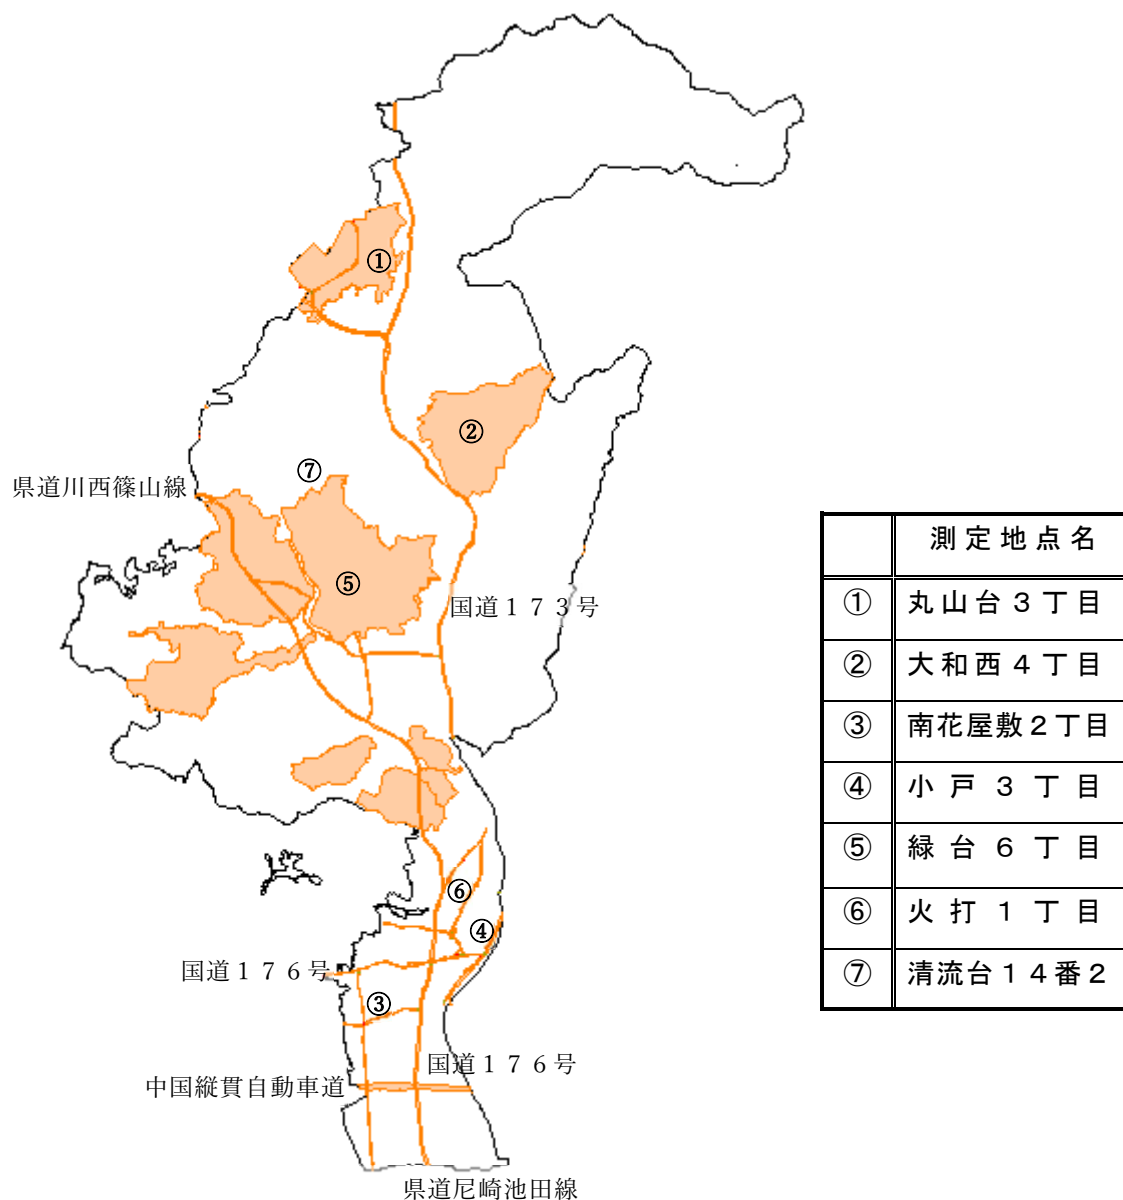 ①
②
⑦
県道川西篠山線
⑤
国道１７３号
⑥
④
国道１７６号
③
国道１７６号
中国縦貫自動車道
県道尼崎池田線
測定地点名
① 丸山台３丁目
② 大和西４丁目
③ 南花屋敷２丁目
④ 小戸３丁目
⑤ 緑台６丁目
⑥ 火打１丁目
⑦ 清流台１４番２